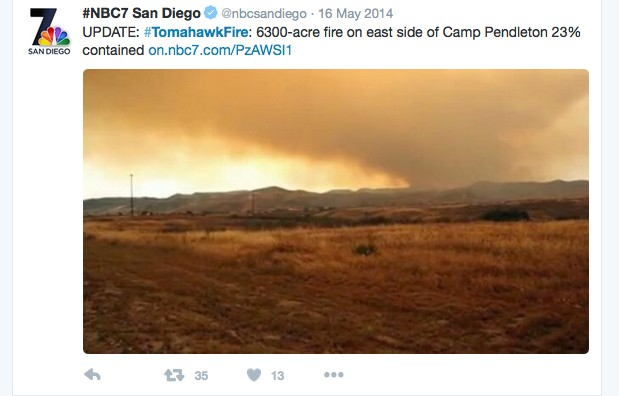 #NBC7 San Diego @nbcsandiego · 16 May 2014
UPDATE: #TomahawkFire: 6300-acre fire on east side of Camp Pendleton 23%
contained on.nbc7.com/PzAWSI1
7
SAN DIEGO
35 13